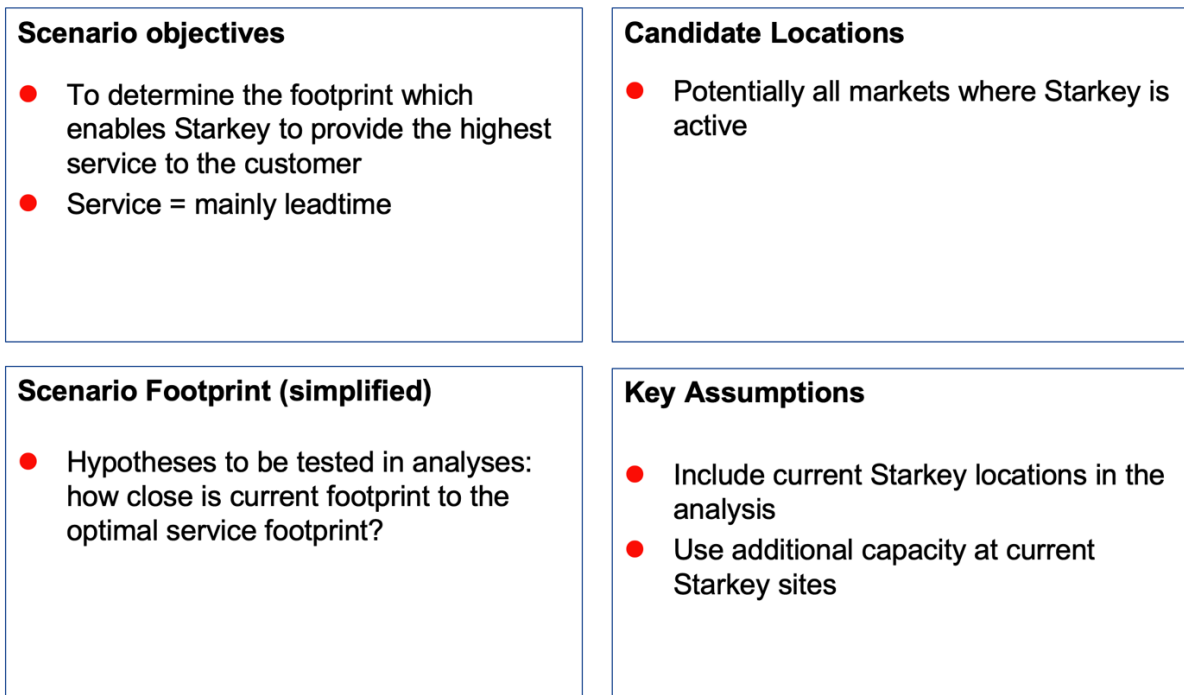 Scenario objectives
To determine the footprint which
enables Starkey to provide the highest
service to the customer
Service = mainly leadtime
Candidate Locations
Potentially all markets where Starkey is
active
Scenario Footprint (simplified)
Hypotheses to be tested in analyses:
how close is current footprint to the
optimal service footprint?
Key Assumptions
Include current Starkey locations in the
analysis
Use additional capacity at current
Starkey sites